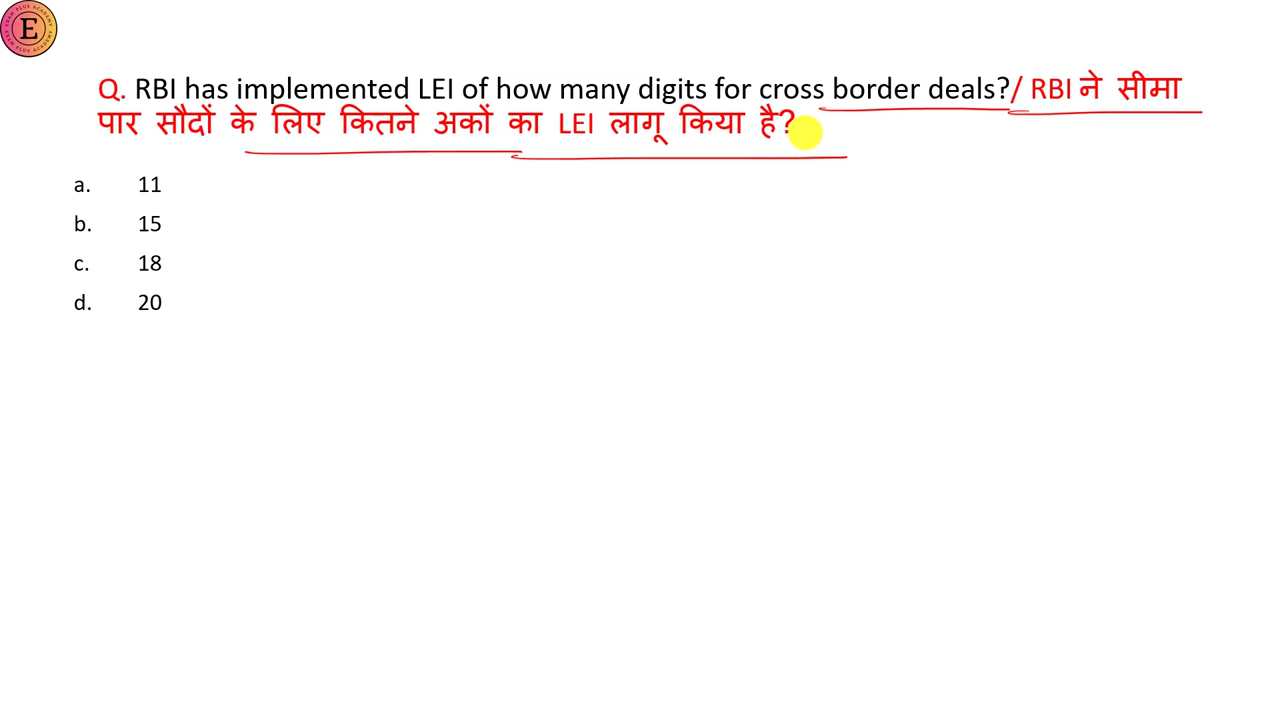 E
Q. RBI has implemented LEI of how many digits for cross border deals?/ RBI ने सीमा
पार सौदों के लिए कितने अकों का LEI लागू किया है?
a. 11
b. 15
c. 18
d. 20